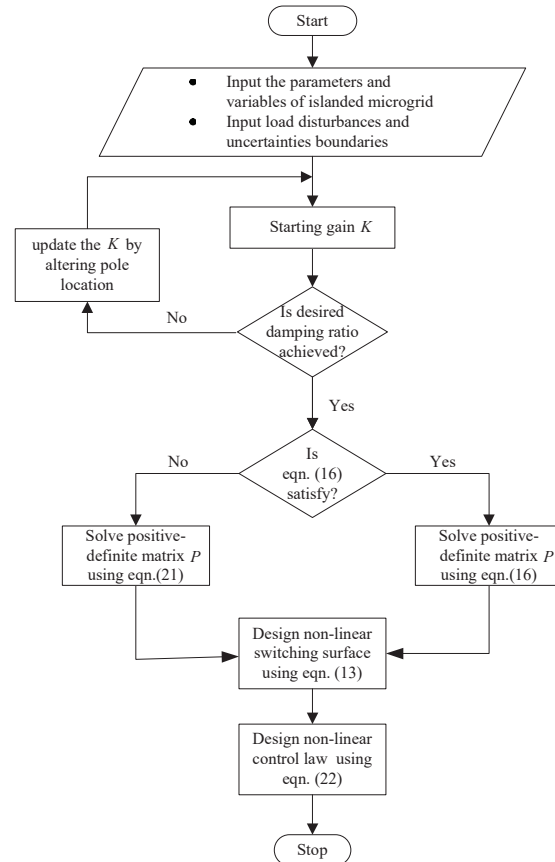 Start
● Input the parameters and
variables of islanded microgrid
● Input load disturbances and
uncertainties boundaries
Starting gain K
update the K by
altering pole
location
Is desired
damping ratio
achieved?
No
Yes
Is
eqn. (16)
satisfy?
No
Yes
Solve positive-
definite matrix P
using eqn.(21)
Solve positive-
definite matrix P
using eqn.(16)
Design non-linear
switching surface
using eqn. (13)
Design non-linear
control law using
eqn. (22)
Stop